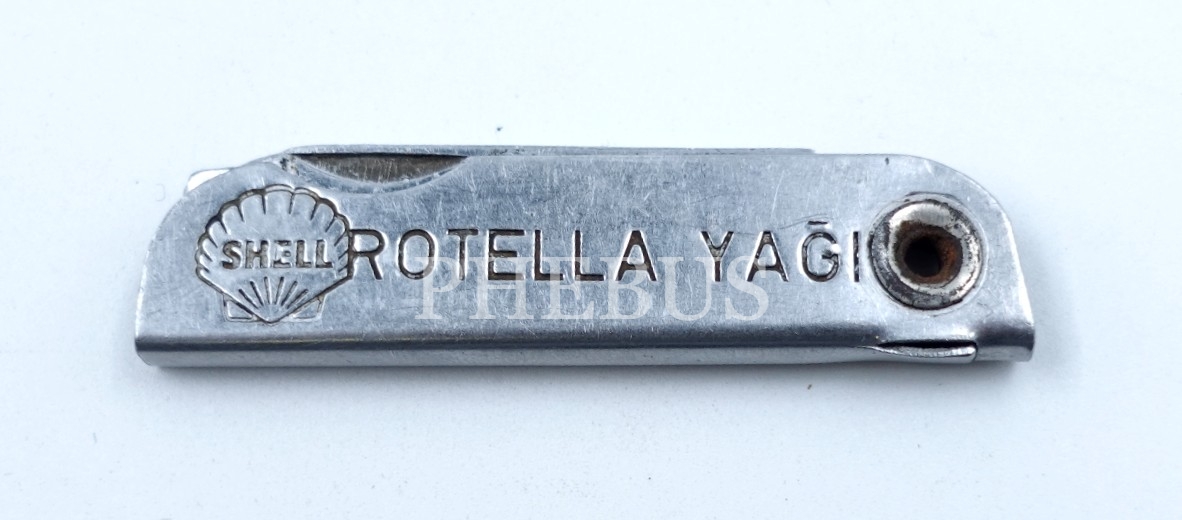 SHELL ROTELLA YAĞI
PHEBUS